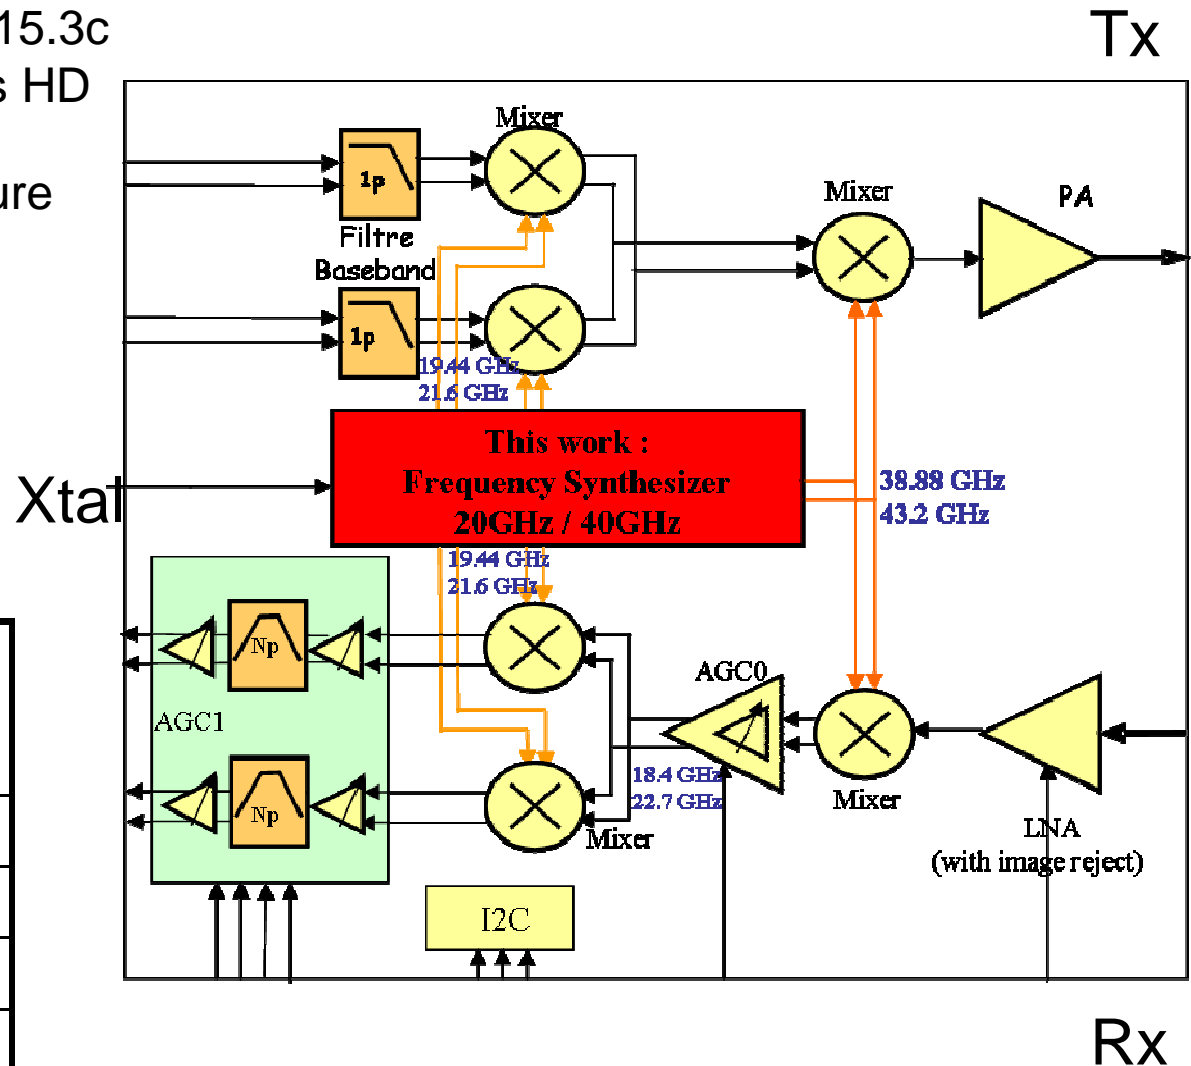 15.3c
s HD
ure
Tx
Mixer
1p
Filtre
Baseband
1p
Mixer
PA
19.44 GHz
21.6 GHz
This work :
Frequency Synthesizer
20GHz / 40GHz
Xtal
38.88 GHz
43.2 GHz
19.44 GHz
21.6 GHz
Np
AGC1
Np
AGC0
18.4 GHz
22.7 GHz
Mixer
Mixer
LNA
(with image reject)
I2C
Rx